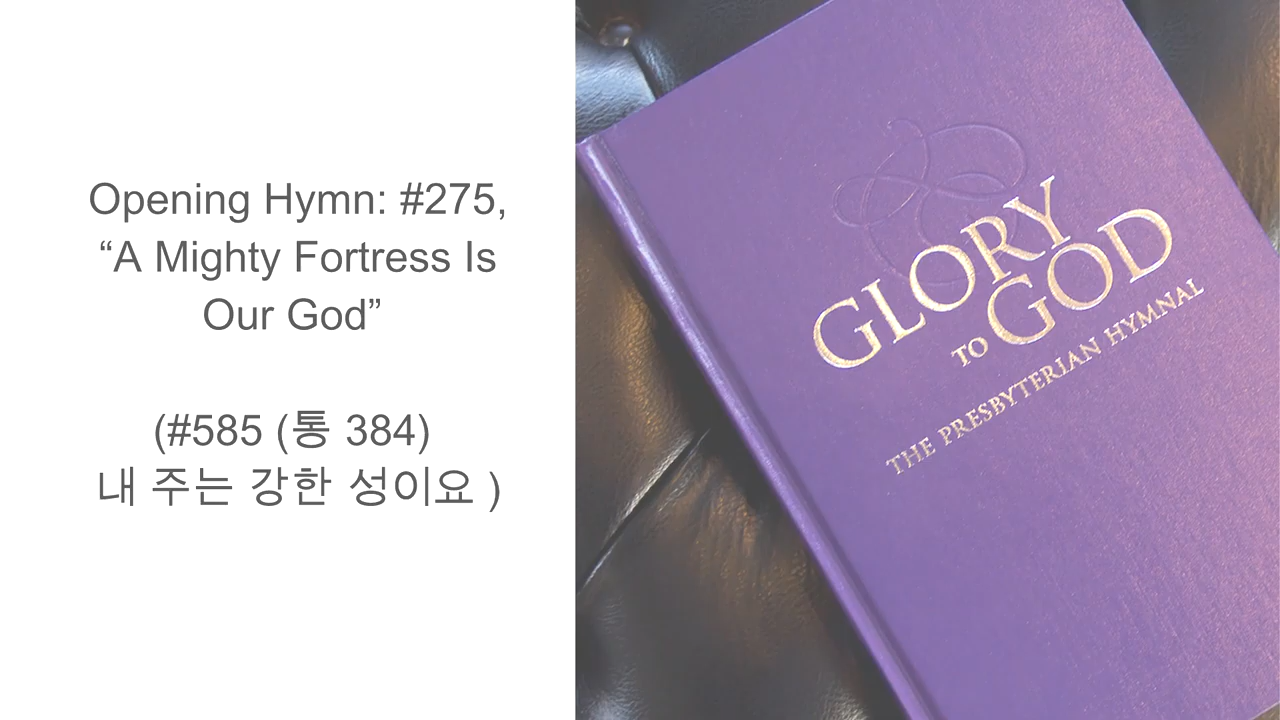 Opening Hymn: #275,
“A Mighty Fortress Is
Our God”
(#585 (통 384)
내 주는 강한 성이요 )
GLORY
TO GOD
THE PRESBYTERIAN HYMNAL